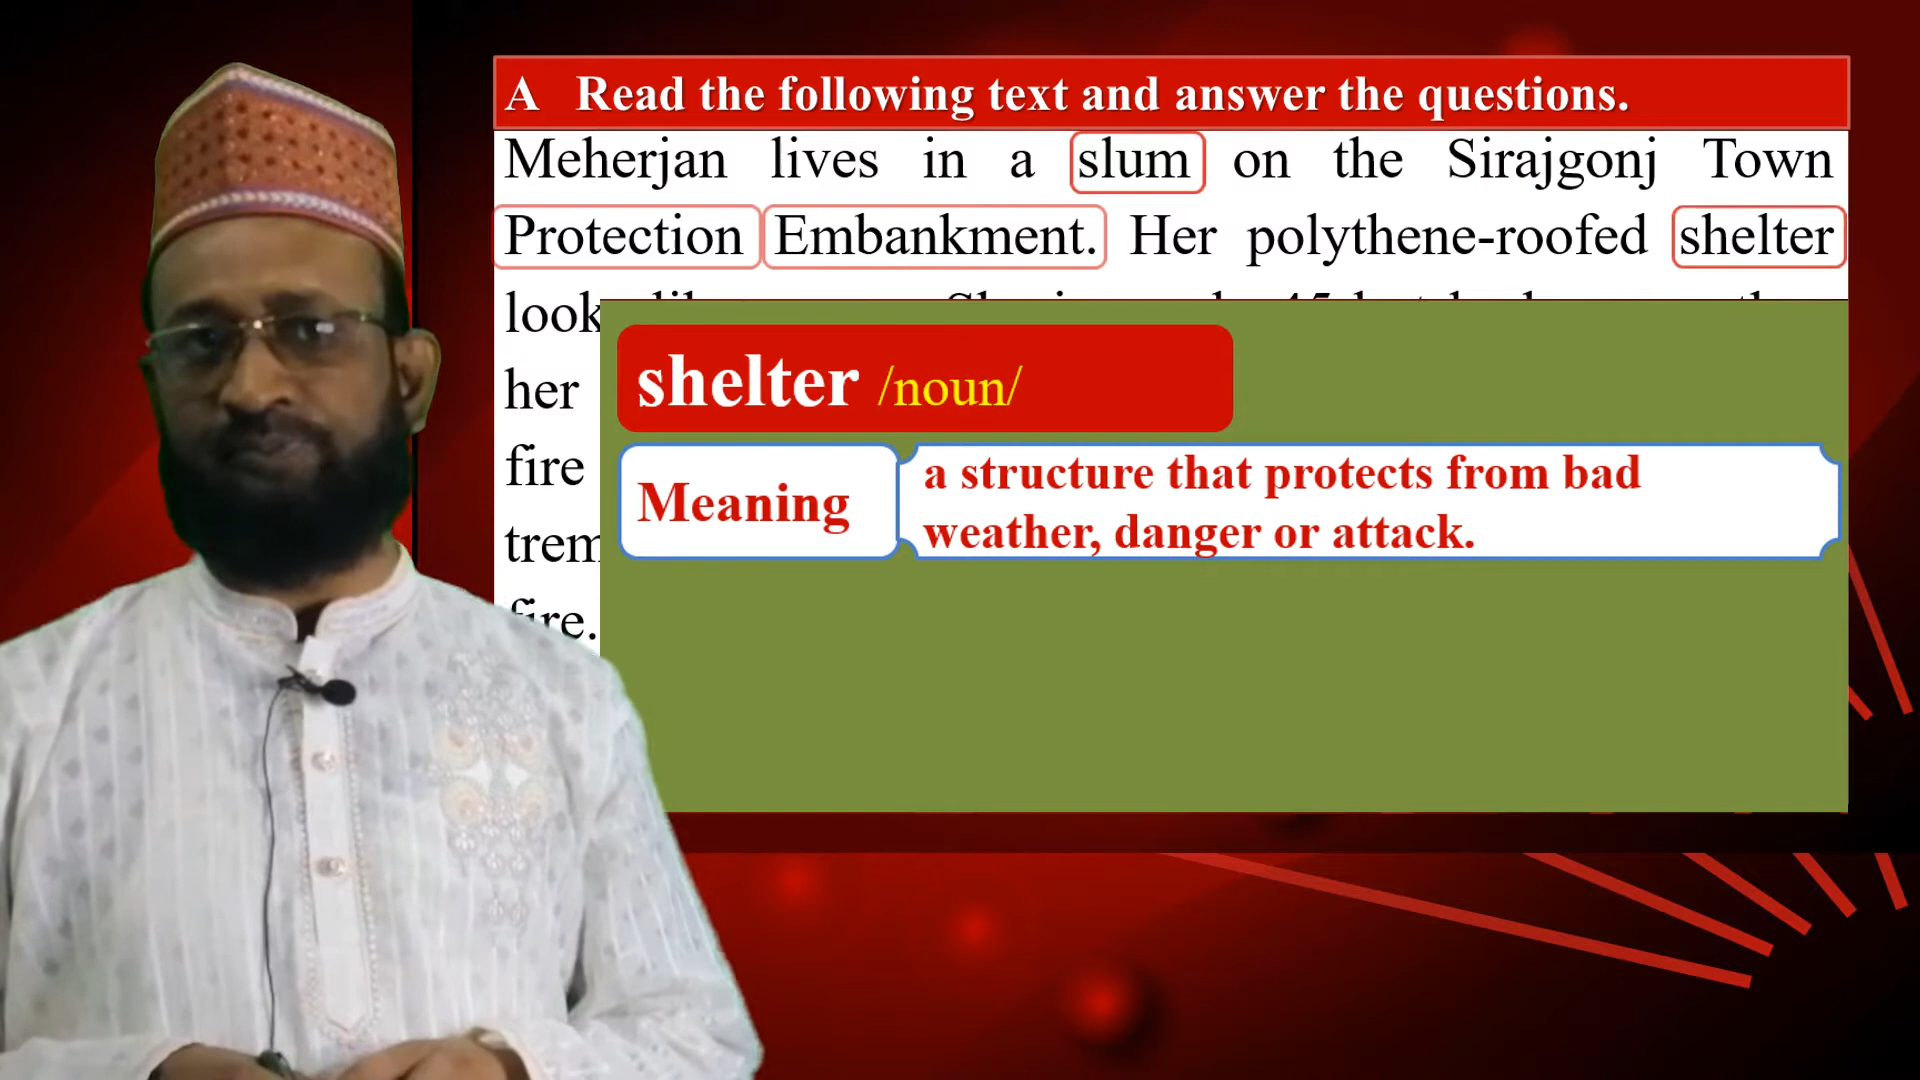 A Read the following text and answer the questions.
Meherjan lives in a slum on the Sirajgonj Town
Protection Embankment. Her polythene-roofed shelter
look
her
fire
fire.
shelter /noun/
Meaning
a structure that protects from bad
weather, danger or attack.